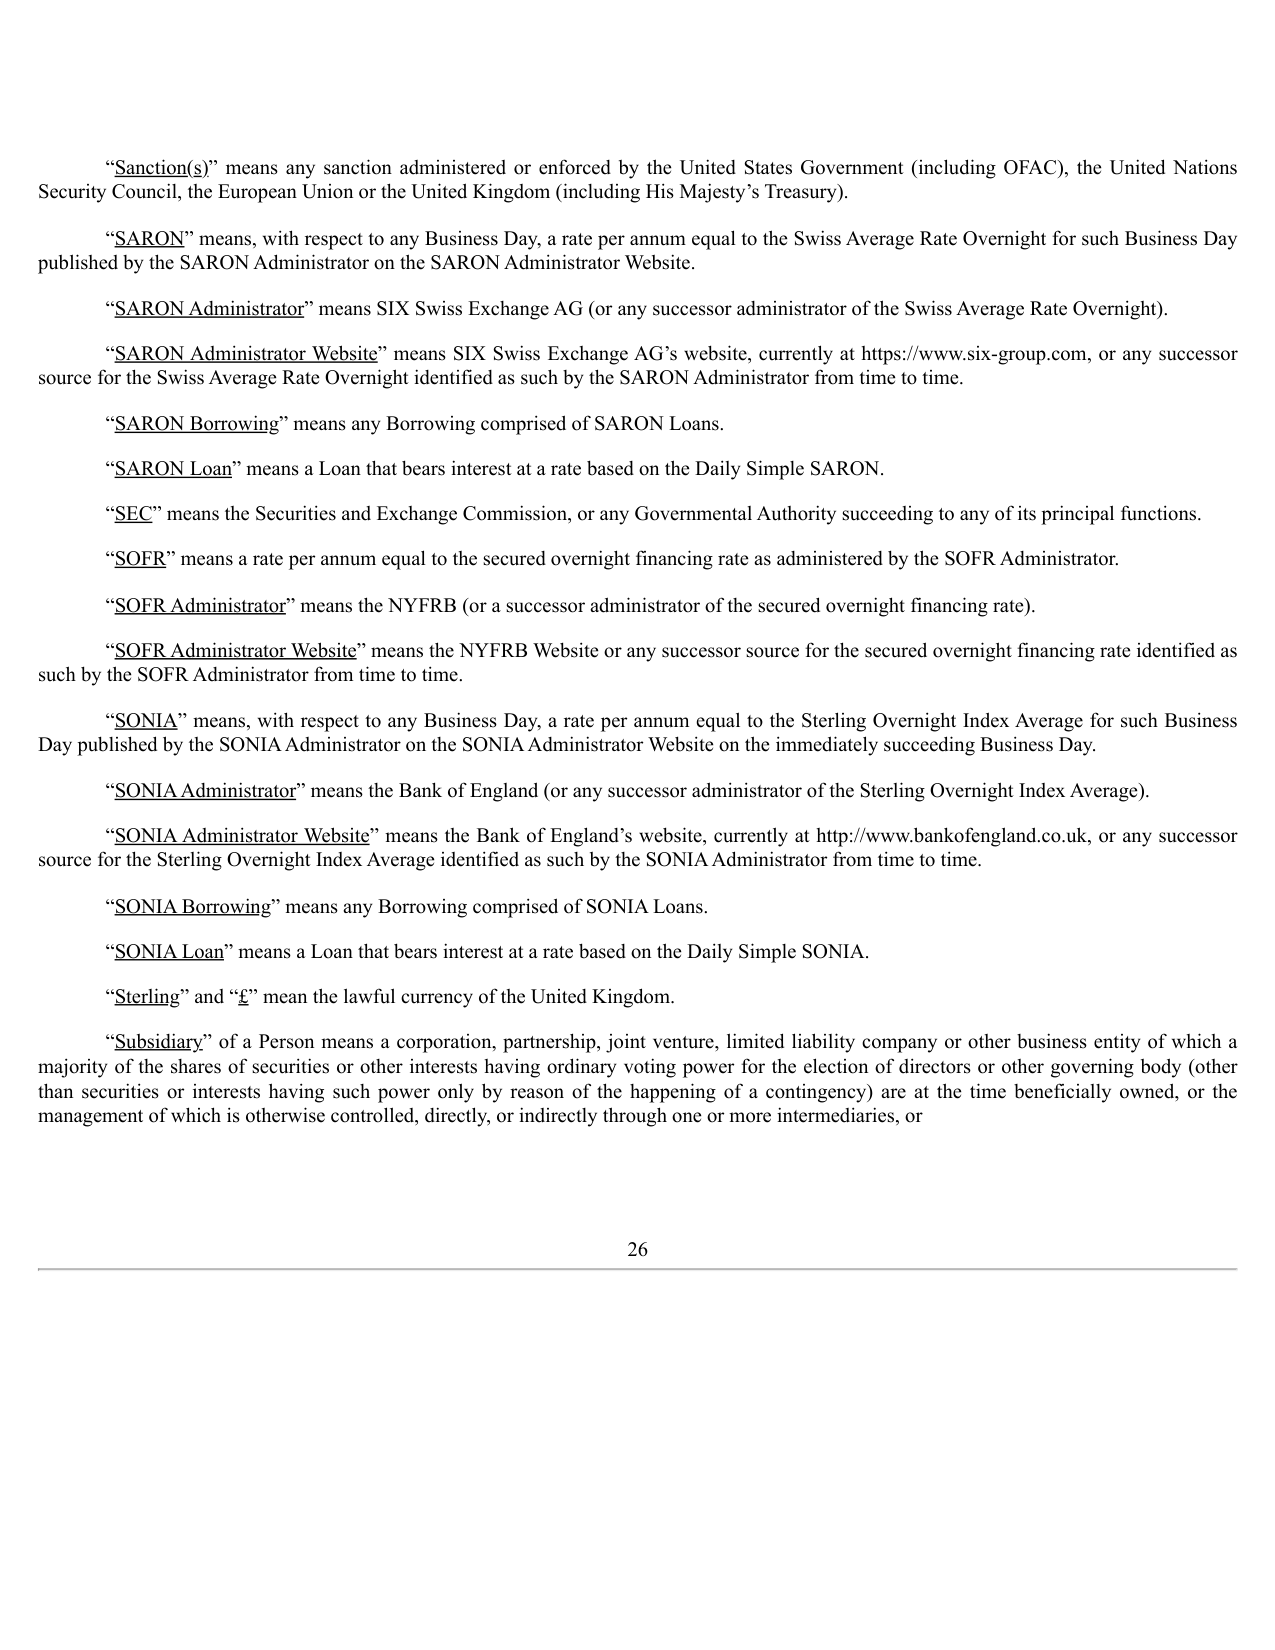 “Sanction(s)” means any sanction administered or enforced by the United States Government (including OFAC), the United Nations
Security Council, the European Union or the United Kingdom (including His Majesty’s Treasury).
“SARON” means, with respect to any Business Day, a rate per annum equal to the Swiss Average Rate Overnight for such Business Day
published by the SARON Administrator on the SARON Administrator Website.
“SARON Administrator” means SIX Swiss Exchange AG (or any successor administrator of the Swiss Average Rate Overnight).
“SARON Administrator Website” means SIX Swiss Exchange AG’s website, currently at https://www.six-group.com, or any successor
source for the Swiss Average Rate Overnight identified as such by the SARON Administrator from time to time.
“SARON Borrowing” means any Borrowing comprised of SARON Loans.
“SARON Loan” means a Loan that bears interest at a rate based on the Daily Simple SARON.
“SEC” means the Securities and Exchange Commission, or any Governmental Authority succeeding to any of its principal functions.
“SOFR” means a rate per annum equal to the secured overnight financing rate as administered by the SOFR Administrator.
“SOFR Administrator” means the NYFRB (or a successor administrator of the secured overnight financing rate).
“SOFR Administrator Website” means the NYFRB Website or any successor source for the secured overnight financing rate identified as
such by the SOFR Administrator from time to time.
“SONIA” means, with respect to any Business Day, a rate per annum equal to the Sterling Overnight Index Average for such Business
Day published by the SONIA Administrator on the SONIA Administrator Website on the immediately succeeding Business Day.
“SONIA Administrator” means the Bank of England (or any successor administrator of the Sterling Overnight Index Average).
“SONIA Administrator Website” means the Bank of England’s website, currently at http://www.bankofengland.co.uk, or any successor
source for the Sterling Overnight Index Average identified as such by the SONIA Administrator from time to time.
“SONIA Borrowing” means any Borrowing comprised of SONIA Loans.
“SONIA Loan” means a Loan that bears interest at a rate based on the Daily Simple SONIA.
“Sterling” and “£” mean the lawful currency of the United Kingdom.
“Subsidiary” of a Person means a corporation, partnership, joint venture, limited liability company or other business entity of which a
majority of the shares of securities or other interests having ordinary voting power for the election of directors or other governing body (other
than securities or interests having such power only by reason of the happening of a contingency) are at the time beneficially owned, or the
management of which is otherwise controlled, directly, or indirectly through one or more intermediaries, or
26